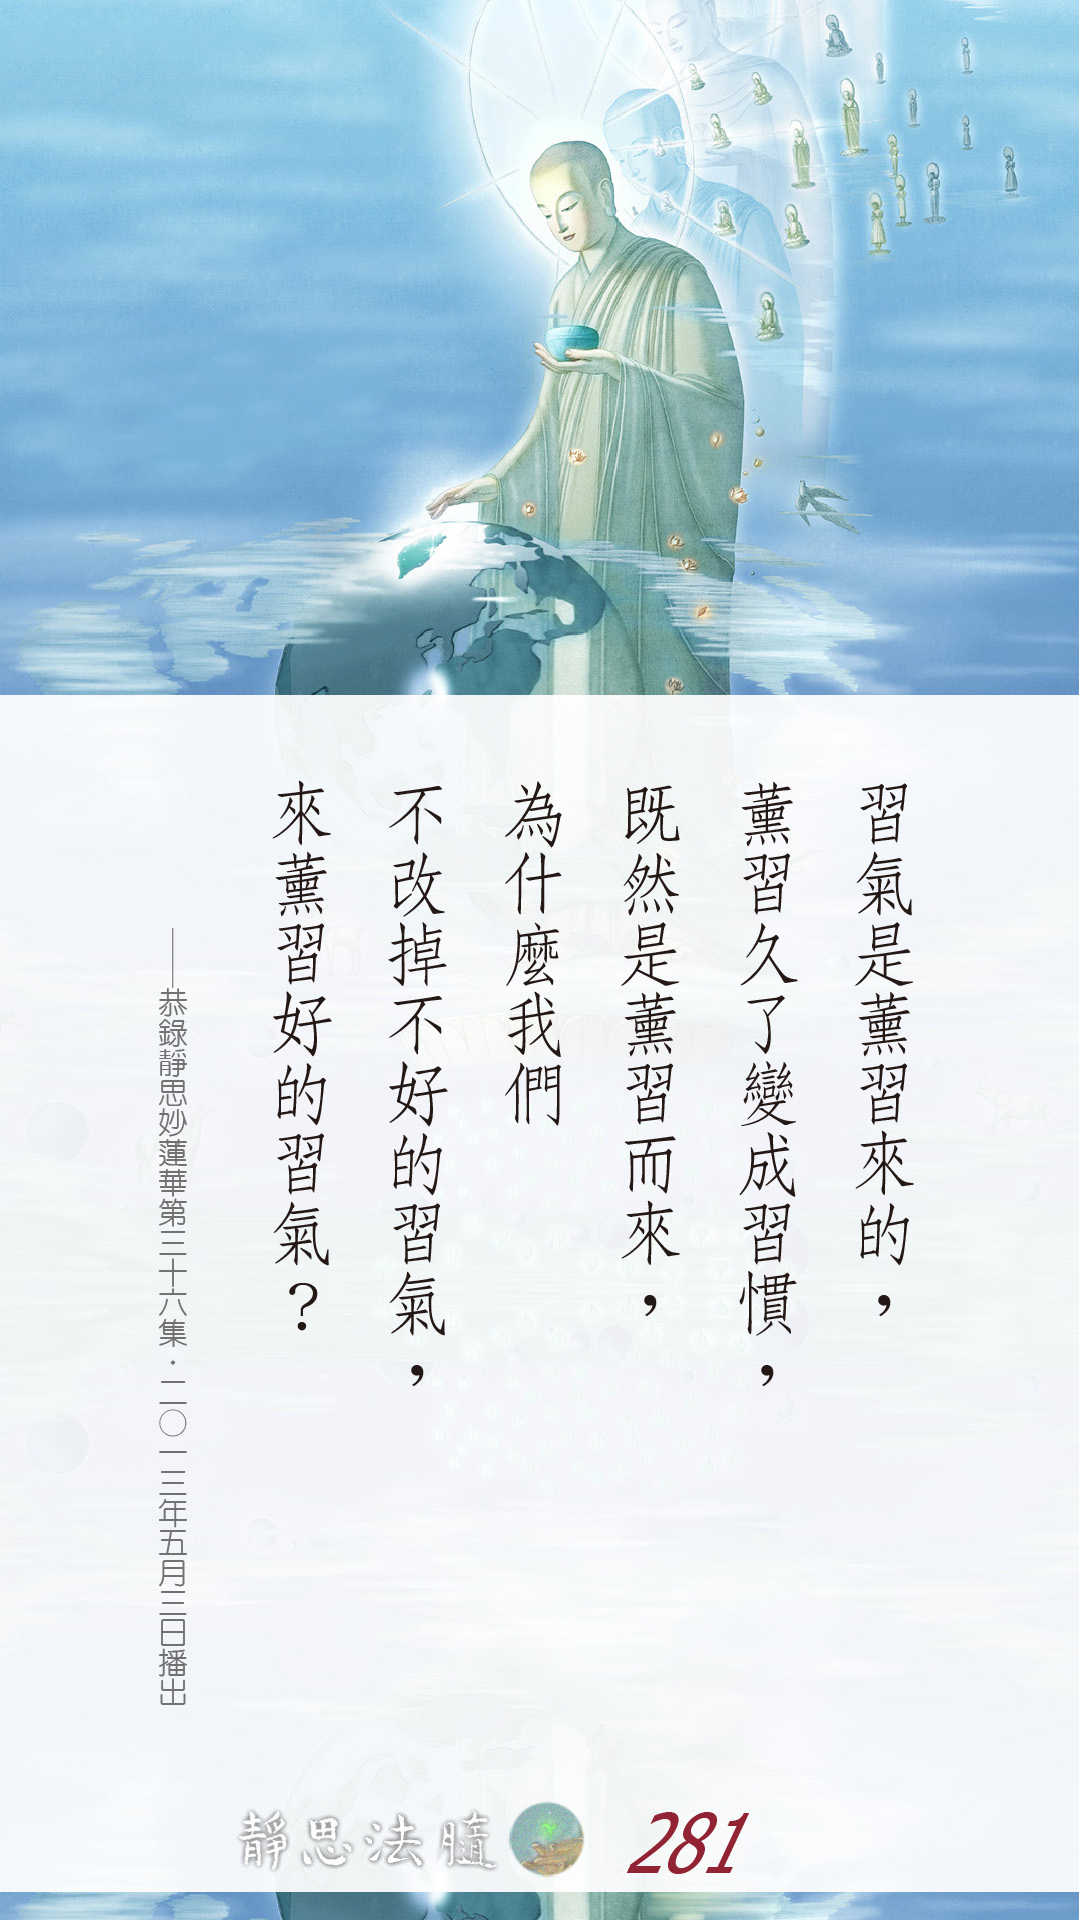 習氣是薰習來的，
薰習久了變成習慣，
既然是薰習而來，
為什麼我們
不改掉不好的習氣，
來薰習好的習氣？
——恭錄靜思妙蓮華第三十六集．二〇一三年五月三日播出
靜思法髓
281